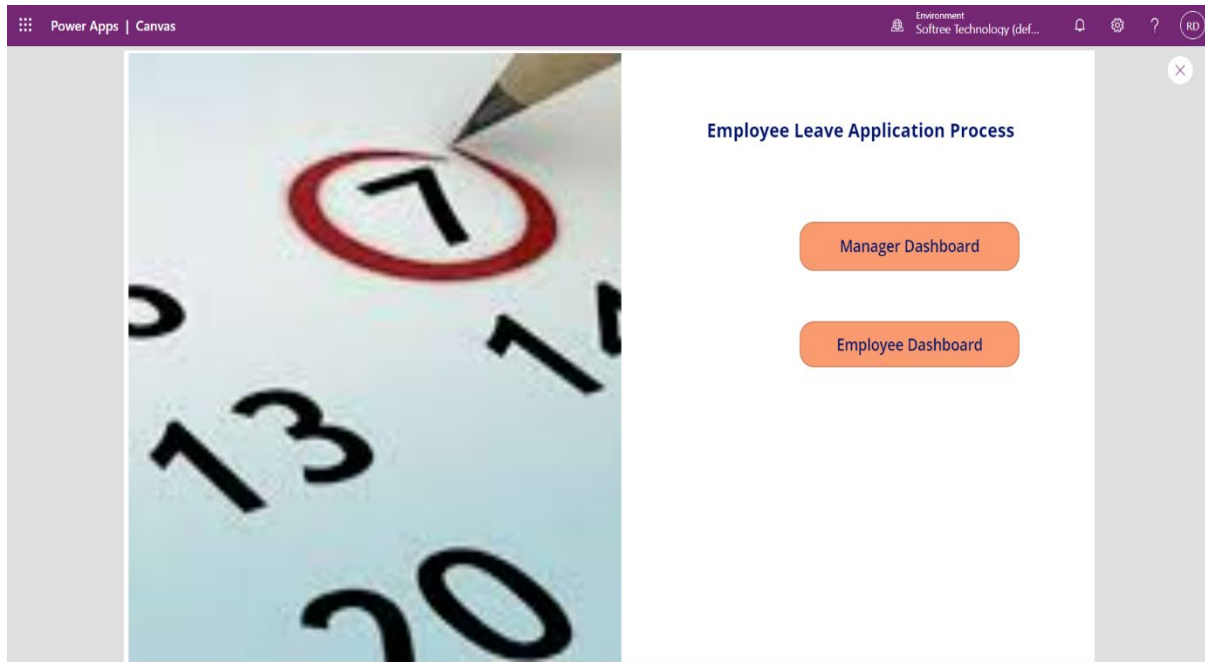 Power Apps | Canvas
Environment
Softree Technology (def...
?
RD
Employee Leave Application Process
Manager Dashboard
Employee Dashboard
7
14
13
20